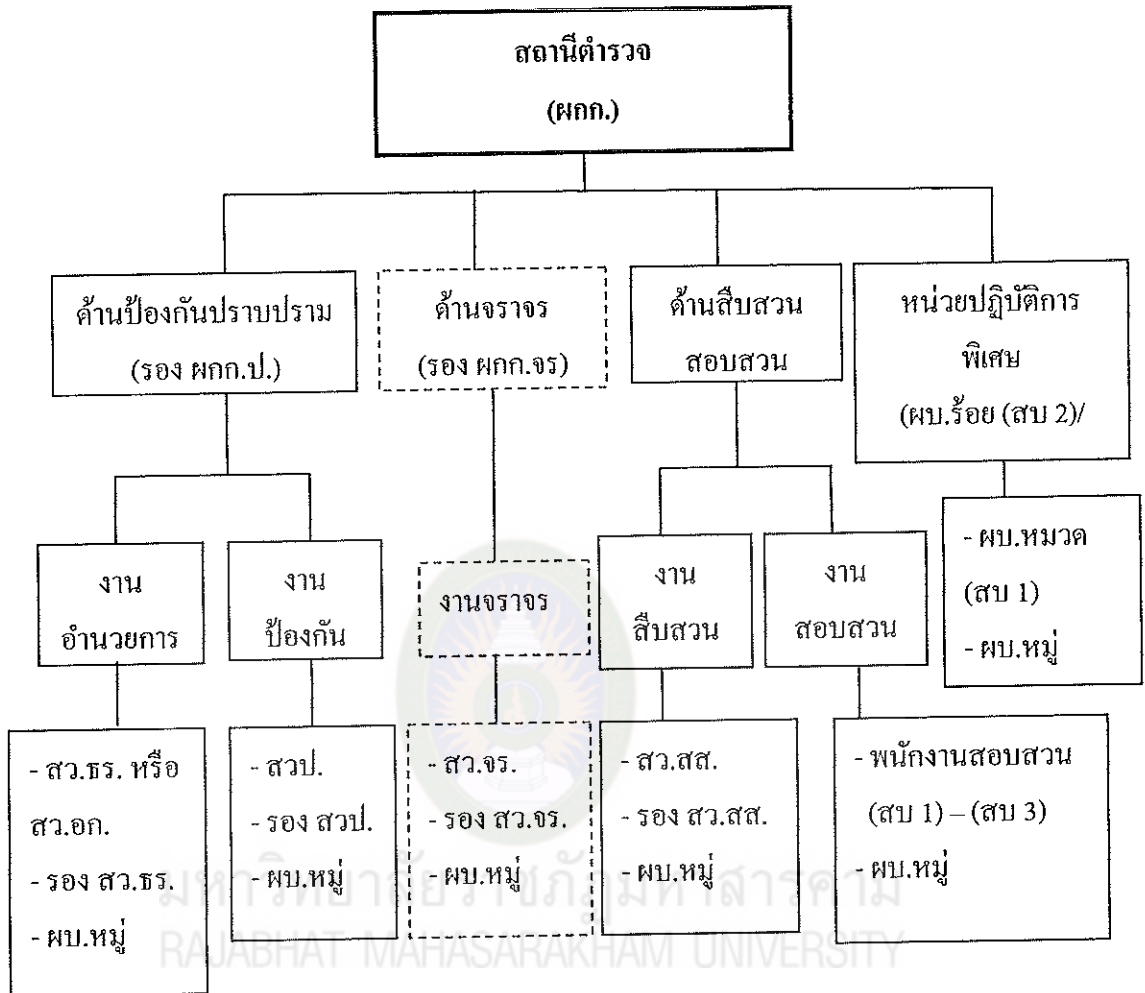 สถานีตำรวจ
(ผกก.)
ด้านป้องกันปราบปราม
(รอง ผกก.ป.)
ด้านจราจร
(รอง ผกก.จร)
ด้านสืบสวน
สอบสวน
หน่วยปฏิบัติการ
พิเศษ
(ผบ.ร้อย (สบ 2)/
งาน
อำนวยการ
งาน
ป้องกัน
งานจราจร
งาน
สืบสวน
งาน
สอบสวน
- ผบ.หมวด
(สบ 1)
- ผบ.หมู่
- สว.ธร. หรือ
สว.อก.
- รอง สว.ธร.
- ผบ.หมู่
- สวป.
- รอง สวป.
- ผบ.หมู่
- สว.จร.
- รอง สว.จร.
- ผบ.หมู่
- สว.สส.
- รอง สว.สส.
- ผบ.หมู่
- พนักงานสอบสวน
(สบ 1) – (สบ 3)
- ผบ.หมู่
มหาวิทยาลัยราชภัฏมหาสารคาม
RAJABHAT MAHASARAKHAM UNIVERSITY